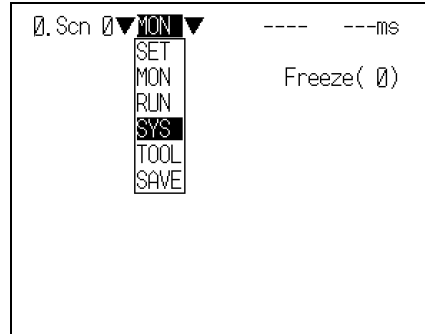 0.Scn 0▼MON ▼ ---- ---ms
SET
MON Freeze( 0)
RUN
SYS
TOOL
SAVE